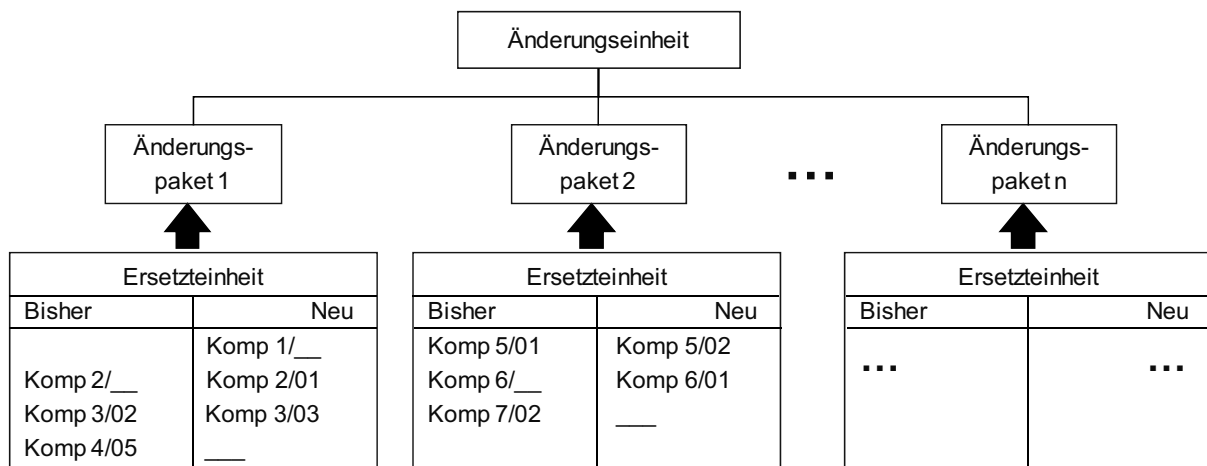 Änderungseinheit
Änderungs-
paket 1
Änderungs-
paket 2
...
Änderungs-
paket n
Ersetzteinheit
Bisher Neu
Komp 1/__
Komp 2/__ Komp 2/01
Komp 3/02 Komp 3/03
Komp 4/05 ___
Ersetzteinheit
Bisher Neu
Komp 5/01 Komp 5/02
Komp 6/__ Komp 6/01
Komp 7/02 ___
Ersetzteinheit
Bisher Neu
... ...